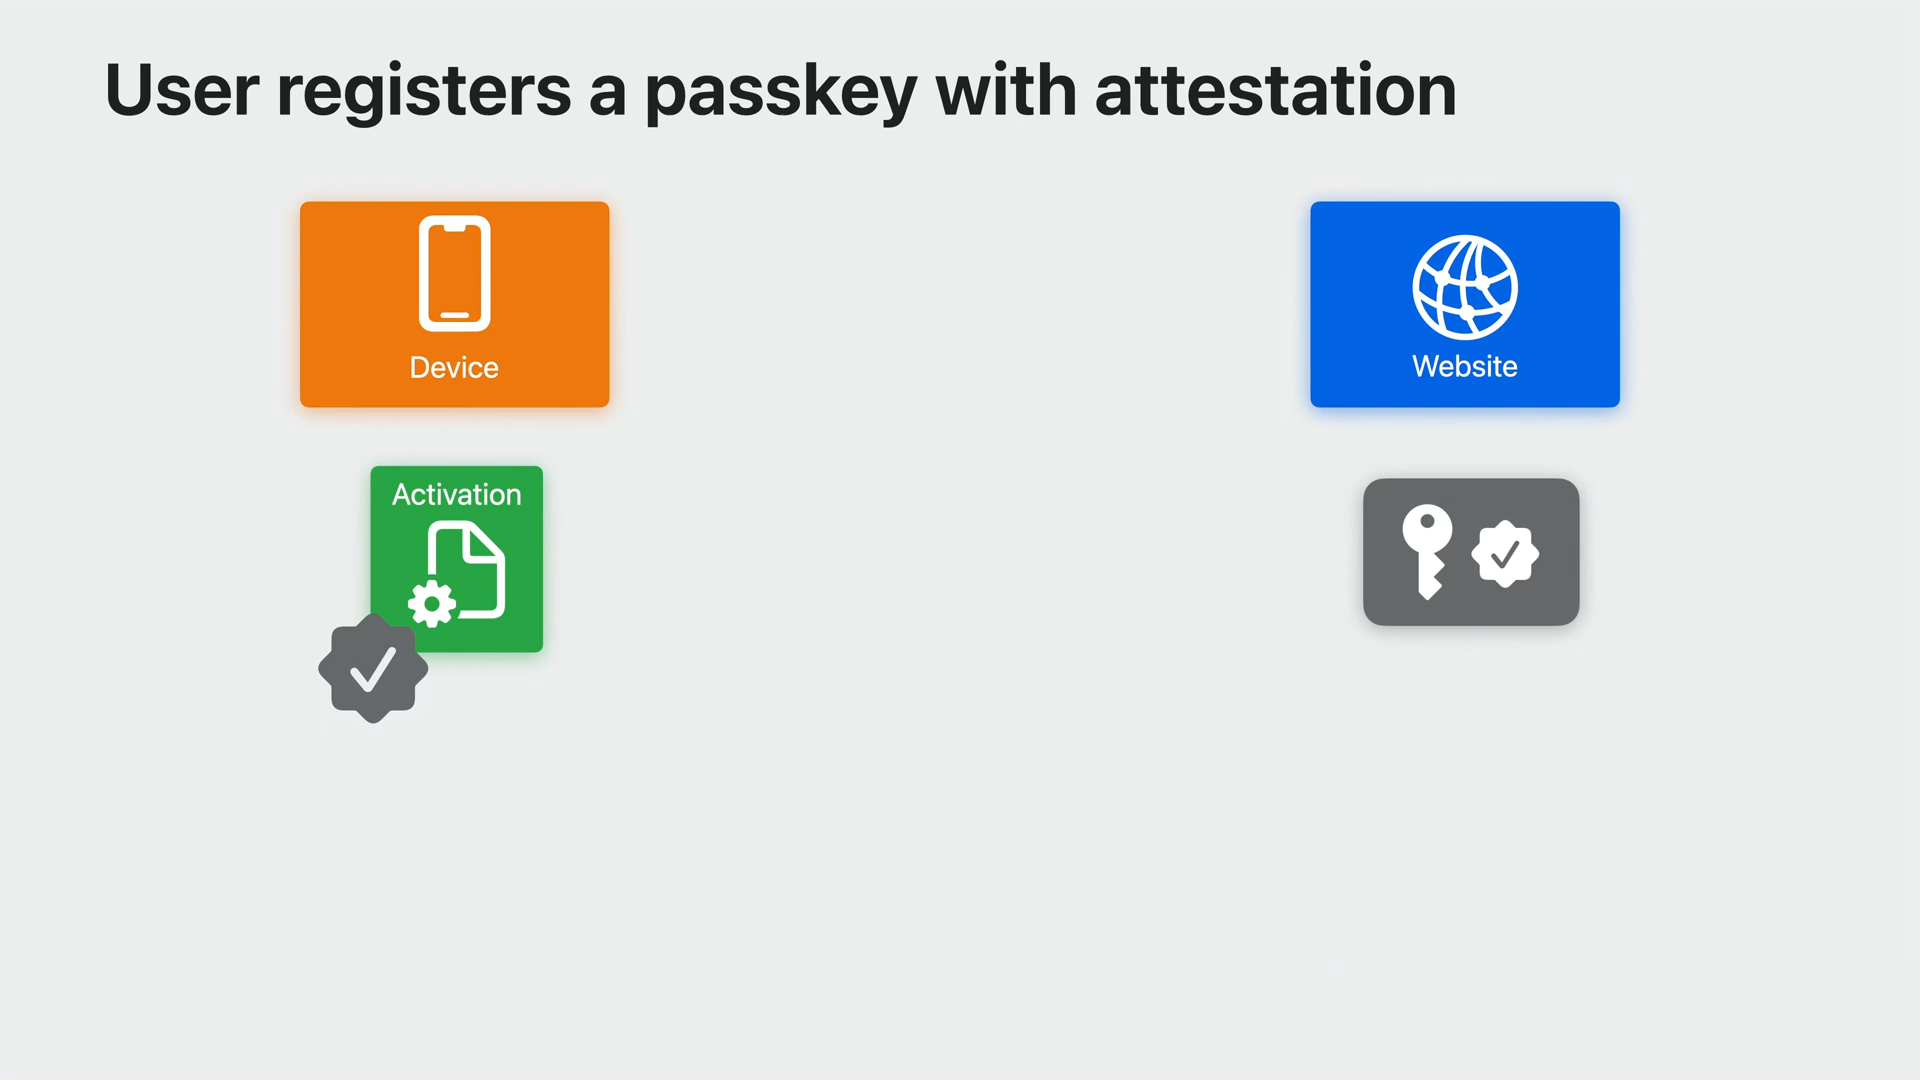 User registers a passkey with attestation
Device
Website
Activation